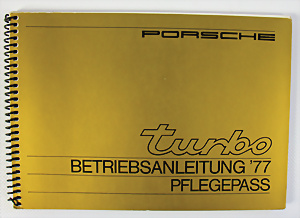 PORSCHE
turbo
BETRIEBSANLEITUNG '77
PFLEGEPASS